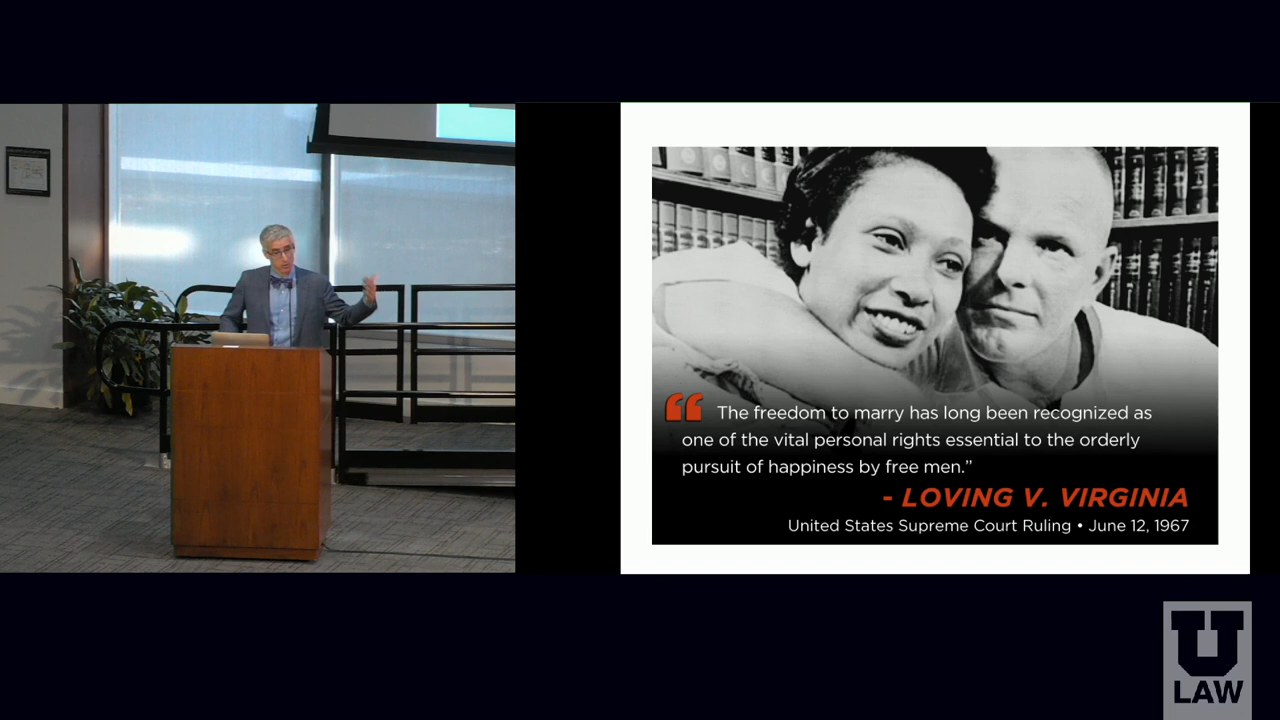 “ The freedom to marry has long been recognized as
one of the vital personal rights essential to the orderly
pursuit of happiness by free men.”
- LOVING V. VIRGINIA
United States Supreme Court Ruling • June 12, 1967
U
LAW